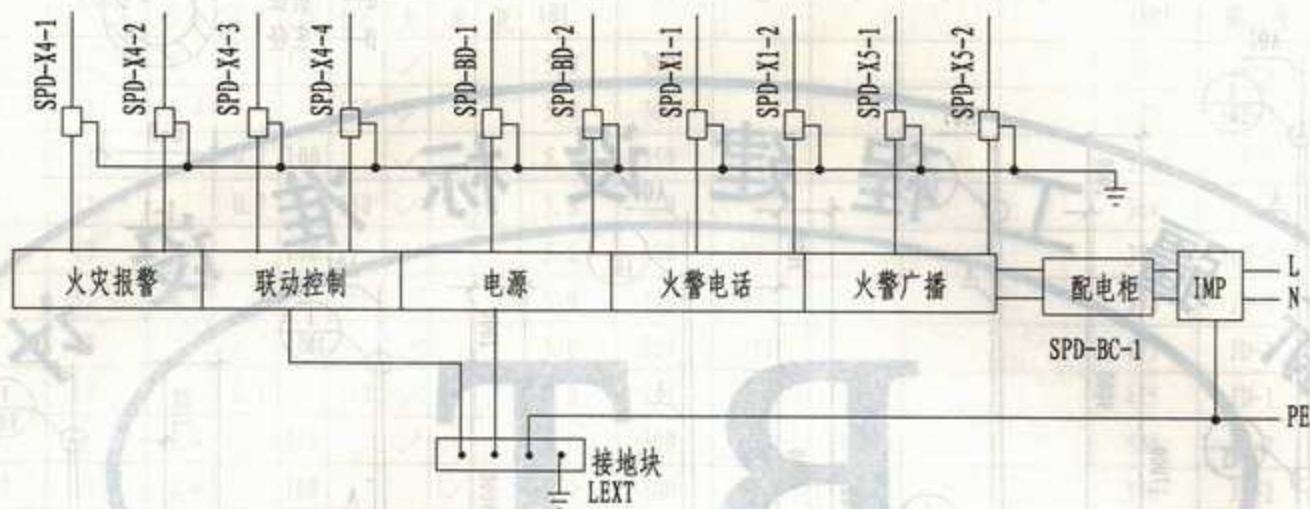 SPD-X4-1
SPD-X4-2
SPD-X4-3
SPD-X4-4
SPD-BD-1
SPD-BD-2
SPD-X1-1
SPD-X1-2
SPD-X5-1
SPD-X5-2
火灾报警
联动控制
电源
火警电话
火警广播
配电柜
IMP
L
N
SPD-BC-1
PE
接地块
LEXT